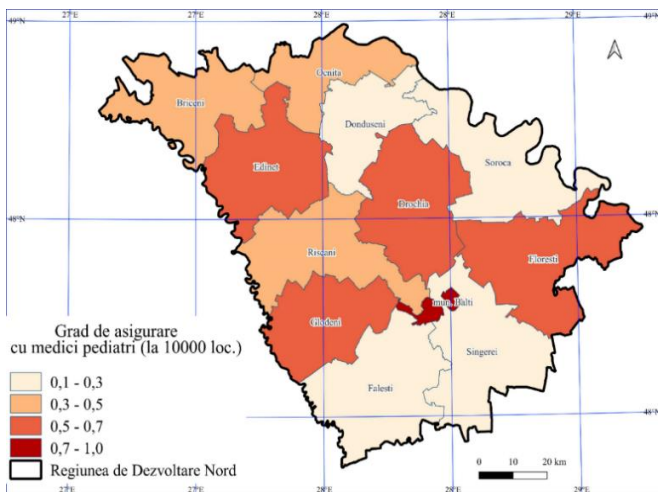 49°N
27°E
27°E
28°E
28°E
29°E
49°N
Ocnita
Briceni
Donduseni
Edinet
Soroca
48°N
48°N
Drochia
Riscani
Floresti
mun. Balti
Glodeni
Singerei
Falesti
48°N
Grad de asigurare
cu medici pediatri (la 10000 loc.)
0,1 - 0,3
0,3 - 0,5
0,5 - 0,7
0,7 - 1,0
Regiunea de Dezvoltare Nord
0 10 20 km
27°E
27°E
28°E
28°E
29°E